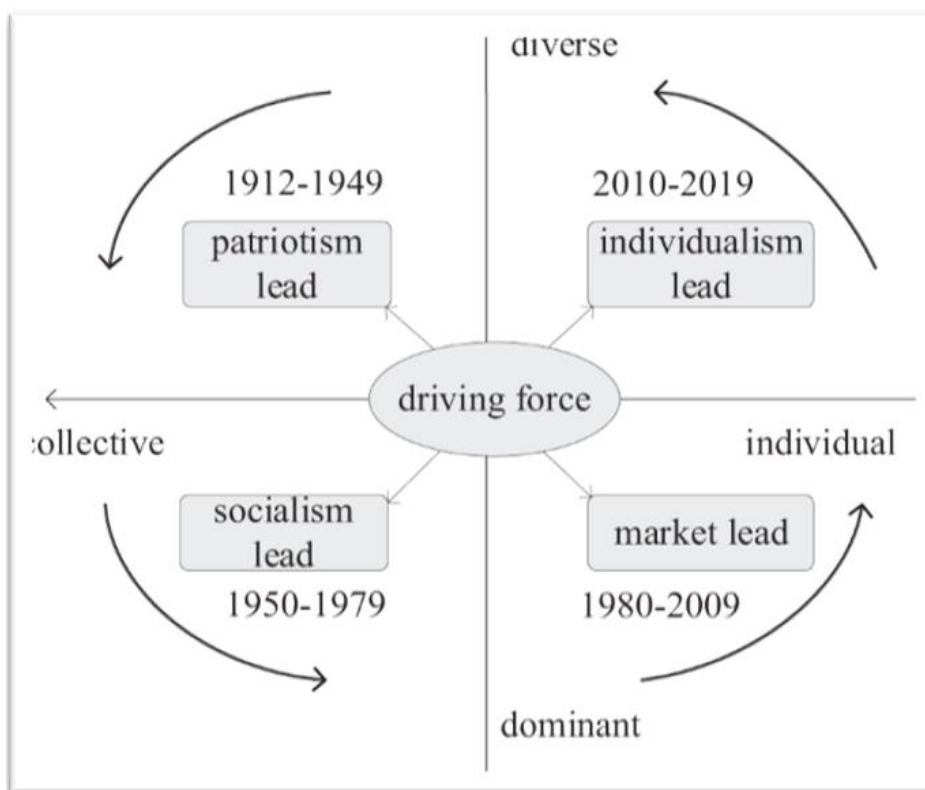 diverse
1912-1949
2010-2019
patriotism
lead
individualism
lead
driving force
collective
individual
socialism
lead
market lead
1950-1979
1980-2009
dominant